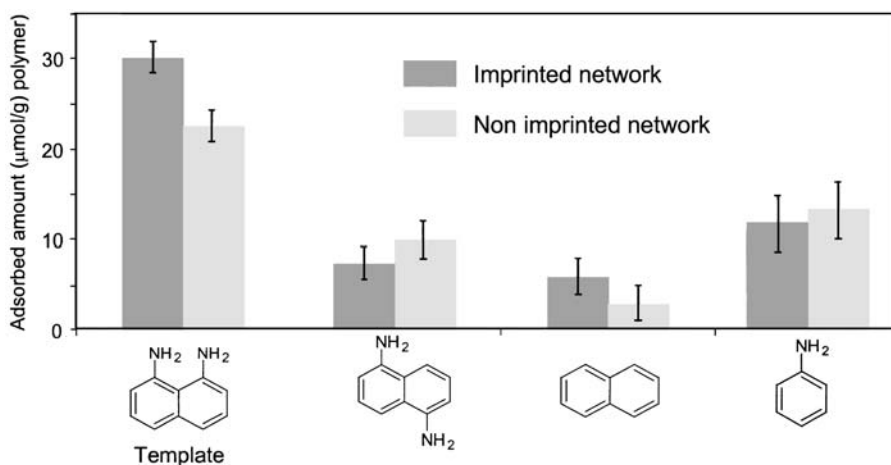 Adsorbed amount (μmol/g) polymer)
30
20
10
0
Imprinted network
Non imprinted network
NH2 NH2
Template
NH2
NH2
NH2